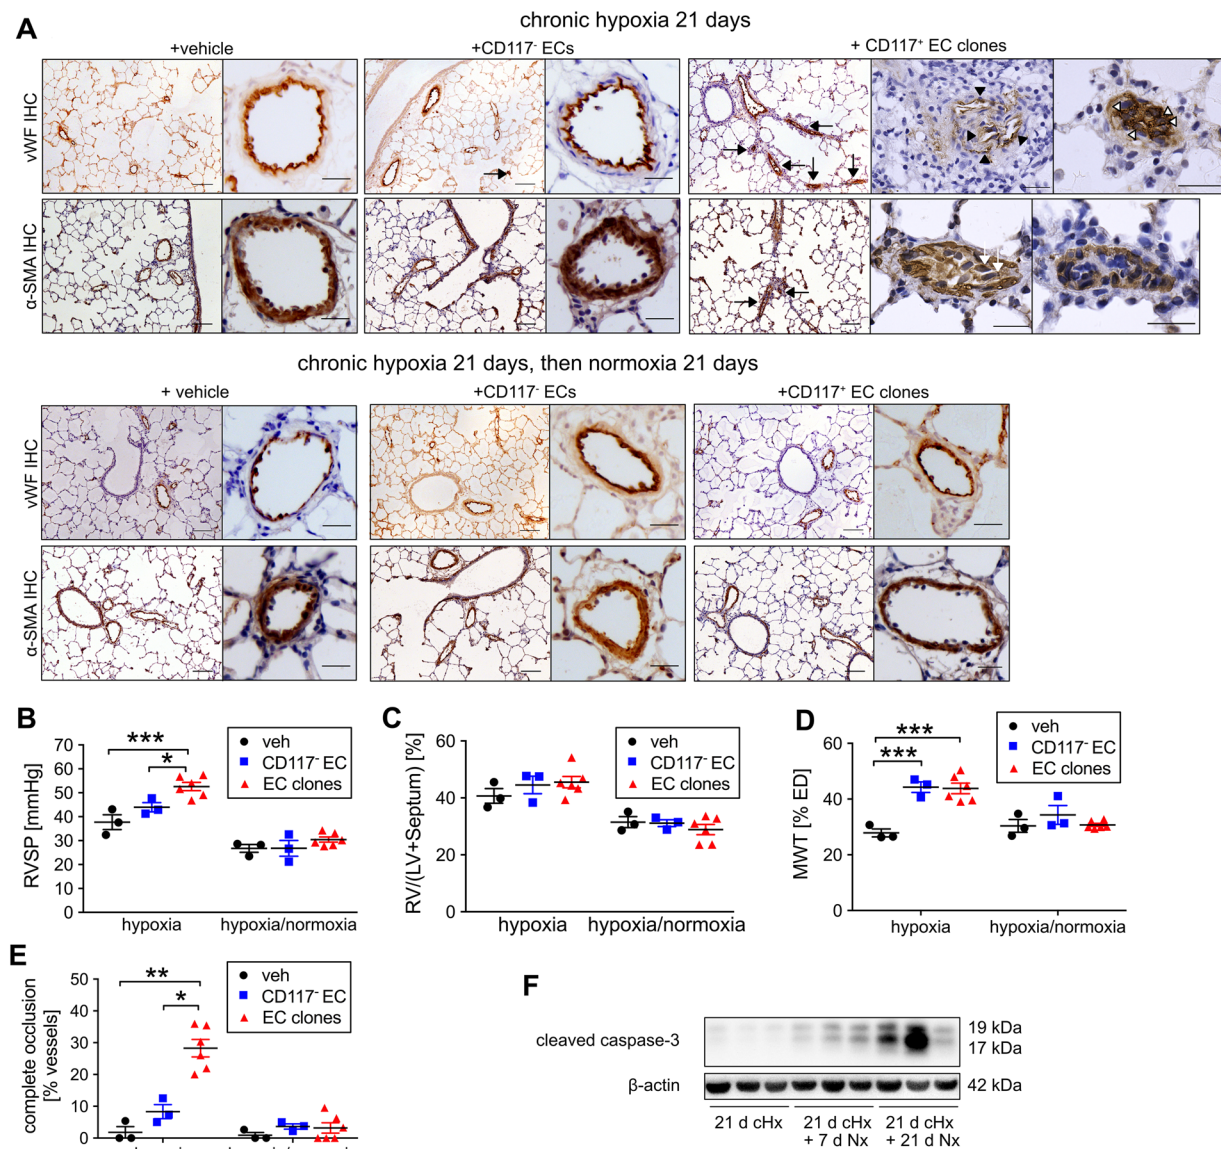 A
chronic hypoxia 21 days
+vehicle
+CD117⁻ ECs
+ CD117⁺ EC clones
vWF IHC
α-SMA IHC
chronic hypoxia 21 days, then normoxia 21 days
+ vehicle
+CD117⁻ ECs
+CD117⁺ EC clones
vWF IHC
α-SMA IHC
B
RVSP [mmHg]
70
60
50
40
30
20
10
0
***
*
veh
CD117⁻ EC
EC clones
hypoxia
hypoxia/normoxia
C
RV/(LV+Septum) [%]
60
40
20
0
veh
CD117⁻ EC
EC clones
hypoxia
hypoxia/normoxia
D
MWT [% ED]
60
40
20
0
***
***
veh
CD117⁻ EC
EC clones
hypoxia
hypoxia/normoxia
E
complete occlusion
[% vessels]
50
40
30
20
10
0
**
*
veh
CD117⁻ EC
EC clones
F
cleaved caspase-3
19 kDa
17 kDa
β-actin
42 kDa
21 d cHx
21 d cHx
+ 7 d Nx
21 d cHx
+ 21 d Nx